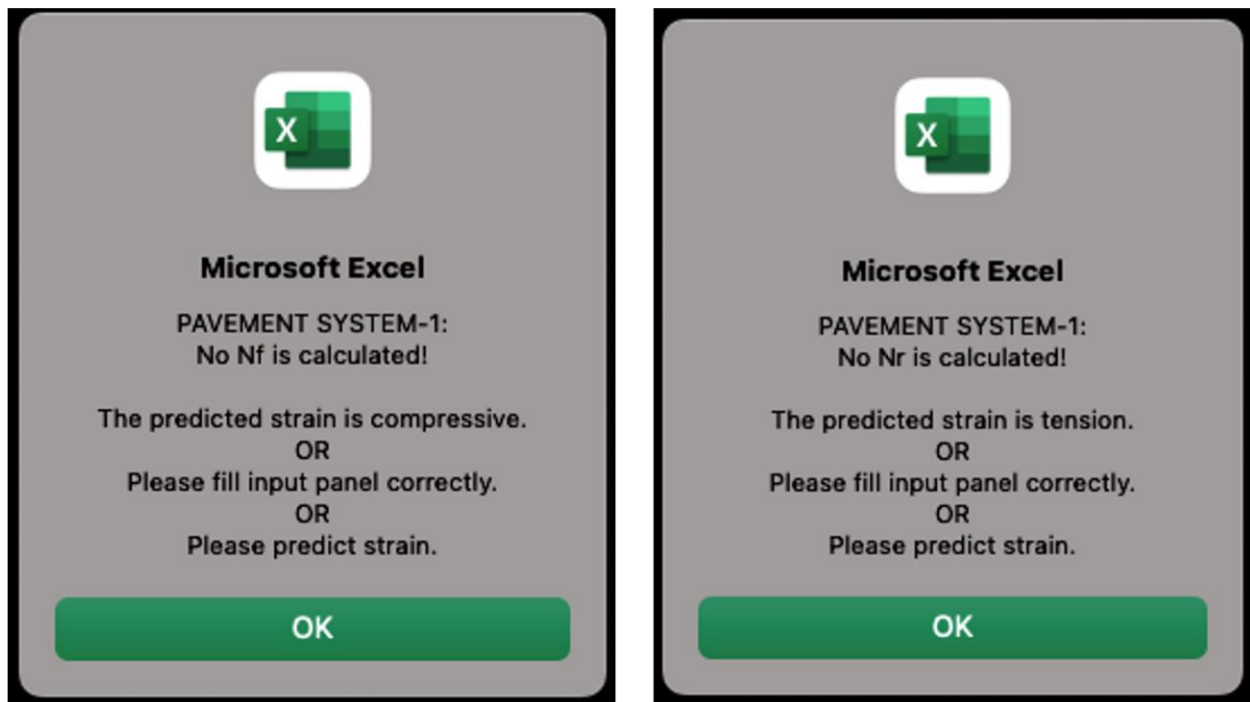 X
Microsoft Excel
PAVEMENT SYSTEM-1:
No Nf is calculated!
The predicted strain is compressive.
OR
Please fill input panel correctly.
OR
Please predict strain.
OK
X
Microsoft Excel
PAVEMENT SYSTEM-1:
No Nr is calculated!
The predicted strain is tension.
OR
Please fill input panel correctly.
OR
Please predict strain.
OK